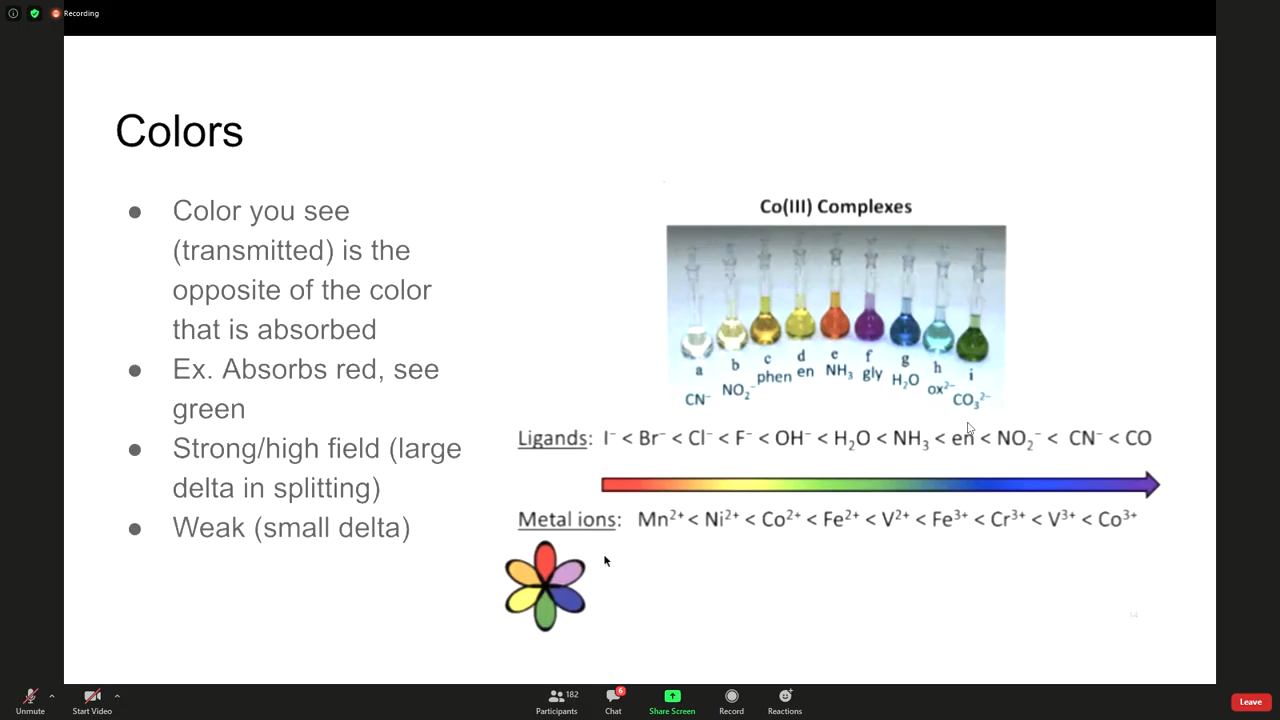 Recording
Colors
● Color you see
(transmitted) is the
opposite of the color
that is absorbed
● Ex. Absorbs red, see
green
● Strong/high field (large
delta in splitting)
● Weak (small delta)
Co(III) Complexes
a b c d e f g h i
CN⁻ NO₂⁻ phen en NH₃ gly H₂O ox²⁻ CO₃²⁻
Ligands: I⁻ < Br⁻ < Cl⁻ < F⁻ < OH⁻ < H₂O < NH₃ < en < NO₂⁻ < CN⁻ < CO
Metal ions: Mn²⁺ < Ni²⁺ < Co²⁺ < Fe²⁺ < V²⁺ < Fe³⁺ < Cr³⁺ < V³⁺ < Co³⁺
14
Unmute
Start Video
182
Participants
6
Chat
Share Screen
Record
Reactions
Leave